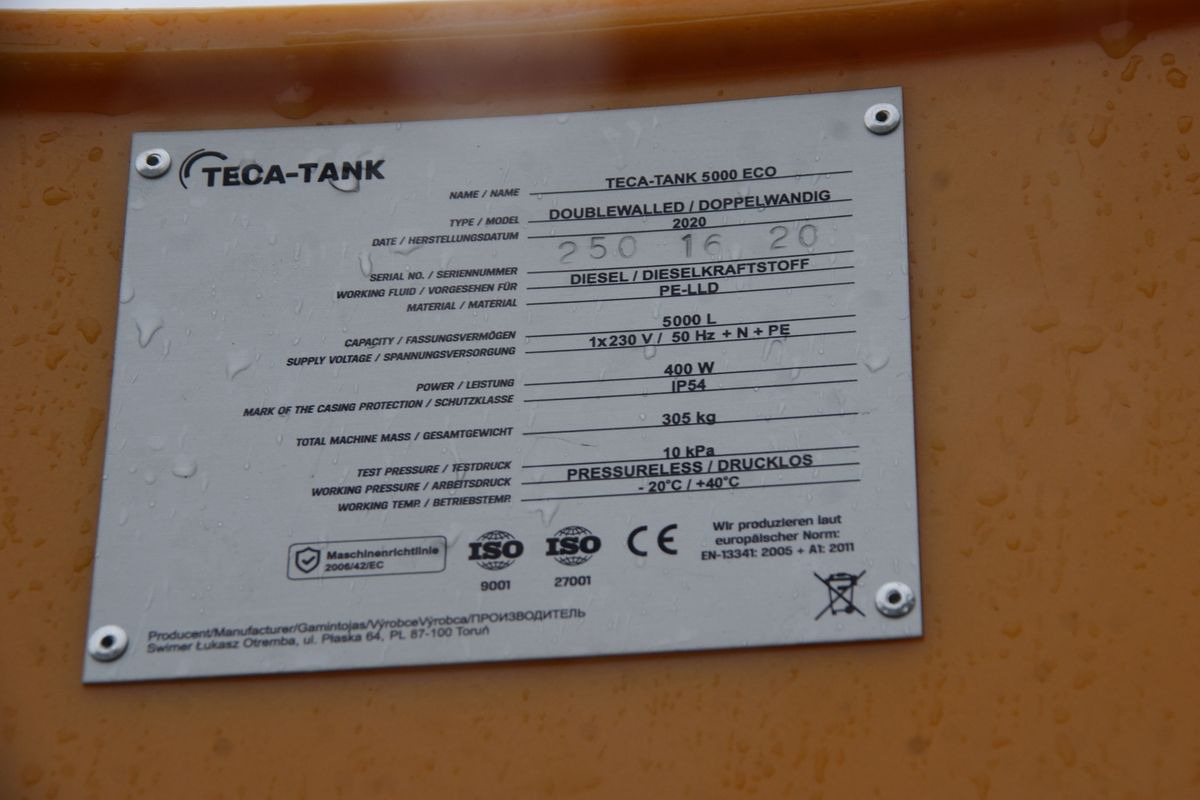 TECA-TANK
NAME / NAME TECA-TANK 5000 ECO
TYPE / MODEL DOUBLEWALLED / DOPPELWANDIG
DATE / HERSTELLUNGSDATUM 2020
SERIAL NO. / SERIENNUMMER 250 16 20
WORKING FLUID / VORGESEHEN FÜR DIESEL / DIESELKRAFTSTOFF
MATERIAL / MATERIAL PE-LLD
CAPACITY / FASSUNGSVERMÖGEN 5000 L
SUPPLY VOLTAGE / SPANNUNGSVERSORGUNG 1x230 V / 50 Hz + N + PE
POWER / LEISTUNG 400 W
MARK OF THE CASING PROTECTION / SCHUTZKLASSE IP54
TOTAL MACHINE MASS / GESAMTGEWICHT 305 kg
TEST PRESSURE / TESTDRUCK 10 kPa
WORKING PRESSURE / ARBEITSDRUCK PRESSURELESS / DRUCKLOS
WORKING TEMP. / BETRIEBSTEMP. - 20°C / +40°C
Maschinenrichtlinie
2006/42/EC
ISO
9001
ISO
27001
CE
Wir produzieren laut
europäischer Norm:
EN-13341: 2005 + A1: 2011
Producent/Manufacturer/Gamintojas/VýrobceVýrobca/ПРОИЗВОДИТЕЛЬ
Swimer Łukasz Otremba, ul. Płaska 64, PL 87-100 Toruń